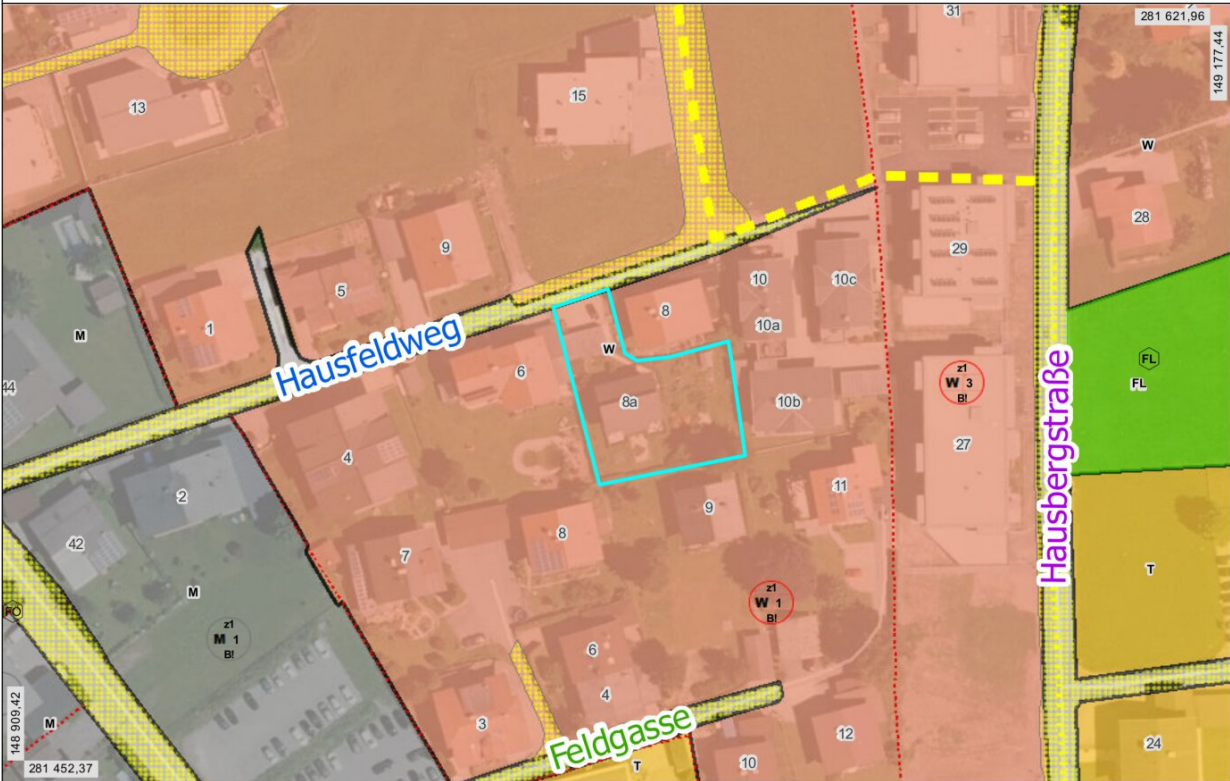 31
281 621,96
149 177,44
13
15
W
28
9
29
10
10c
5
1
8
10a
M
Hausfeldweg
W
6
FL
FL
44
z1
W 3
B!
8a
10b
27
Hausbergstraße
4
11
2
9
8
42
7
T
M
z1
W 1
B!
FO
z1
M 1
B!
6
4
3
Feldgasse
12
M
148 909,42
281 452,37
T
10
24